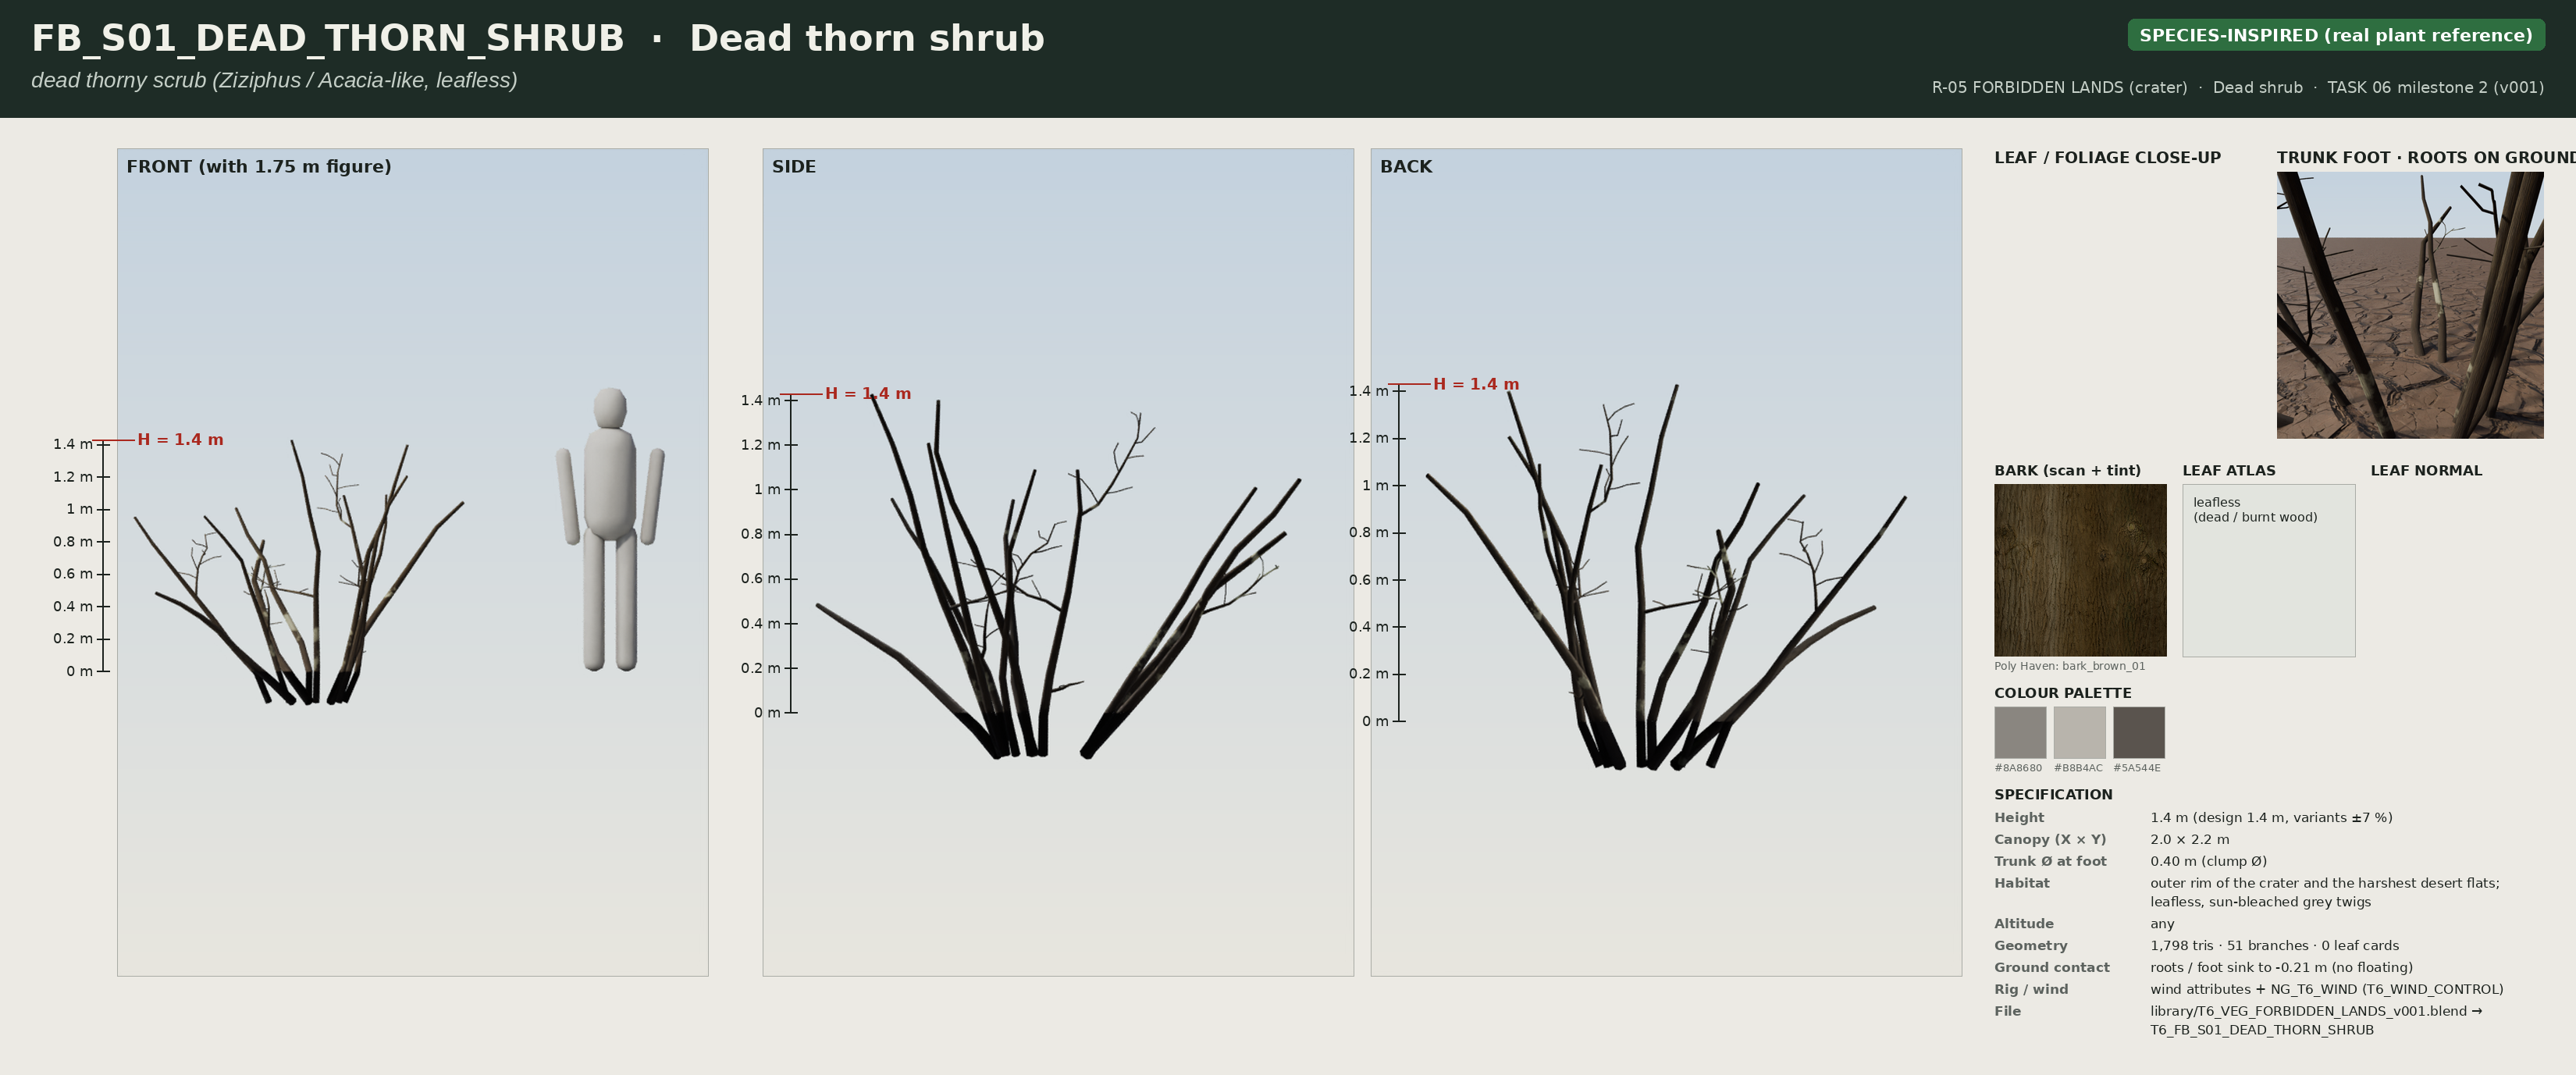 FB_S01_DEAD_THORN_SHRUB · Dead thorn shrub
dead thorny scrub (Ziziphus / Acacia-like, leafless)
SPECIES-INSPIRED (real plant reference)
R-05 FORBIDDEN LANDS (crater) · Dead shrub · TASK 06 milestone 2 (v001)
FRONT (with 1.75 m figure)
H = 1.4 m
1.4 m
1.2 m
1 m
0.8 m
0.6 m
0.4 m
0.2 m
0 m
SIDE
H = 1.4 m
1.4 m
1.2 m
1 m
0.8 m
0.6 m
0.4 m
0.2 m
0 m
BACK
H = 1.4 m
1.4 m
1.2 m
1 m
0.8 m
0.6 m
0.4 m
0.2 m
0 m
LEAF / FOLIAGE CLOSE-UP
TRUNK FOOT · ROOTS ON GROUND
BARK (scan + tint)
LEAF ATLAS
LEAF NORMAL
leafless
(dead / burnt wood)
Poly Haven: bark_brown_01
COLOUR PALETTE
#8A8680 #B8B4AC #5A544E
SPECIFICATION
Height 1.4 m (design 1.4 m, variants ±7 %)
Canopy (X × Y) 2.0 × 2.2 m
Trunk Ø at foot 0.40 m (clump Ø)
Habitat outer rim of the crater and the harshest desert flats;
leafless, sun-bleached grey twigs
Altitude any
Geometry 1,798 tris · 51 branches · 0 leaf cards
Ground contact roots / foot sink to -0.21 m (no floating)
Rig / wind wind attributes + NG_T6_WIND (T6_WIND_CONTROL)
File library/T6_VEG_FORBIDDEN_LANDS_v001.blend →
T6_FB_S01_DEAD_THORN_SHRUB